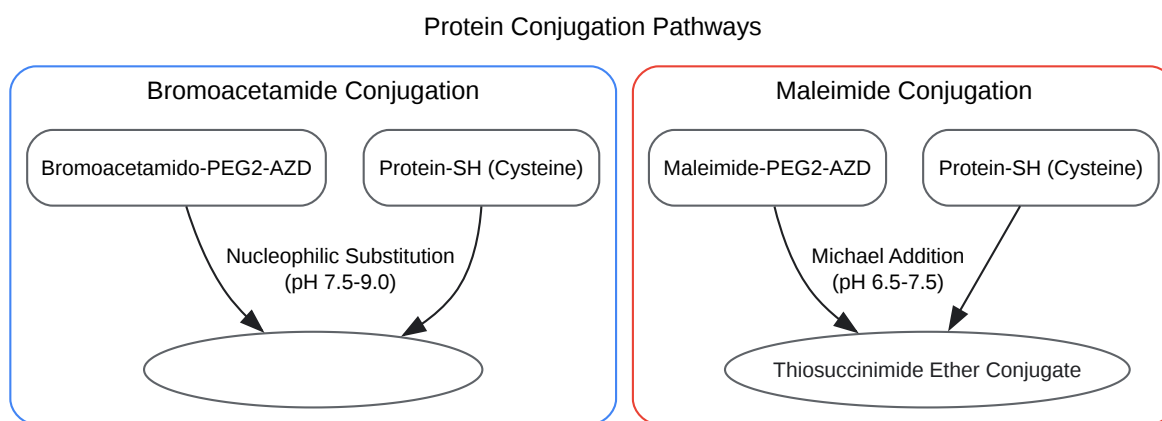 Protein Conjugation Pathways
Bromoacetamide Conjugation
Bromoacetamido-PEG2-AZD
Protein-SH (Cysteine)
Nucleophilic Substitution
(pH 7.5-9.0)
Maleimide Conjugation
Maleimide-PEG2-AZD
Protein-SH (Cysteine)
Michael Addition
(pH 6.5-7.5)
Thiosuccinimide Ether Conjugate